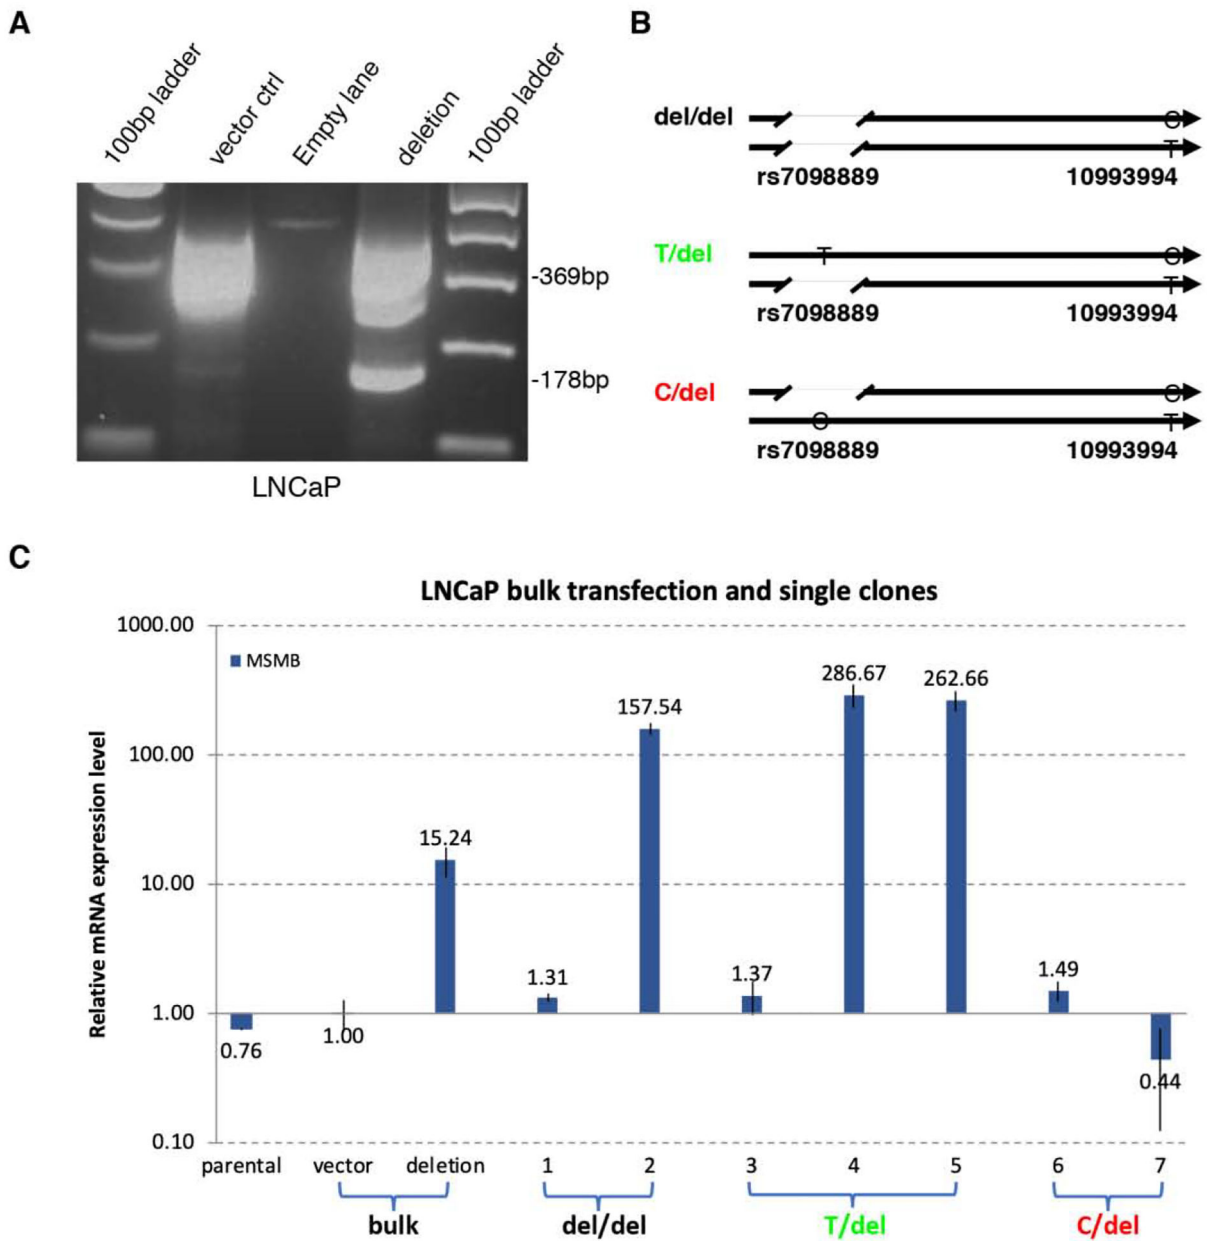 A
100bp ladder
vector ctrl
Empty lane
deletion
100bp ladder
-369bp
-178bp
LNCaP
B
del/del
C
T
rs7098889 10993994
T/del
T
C
T
rs7098889 10993994
C/del
C
C
T
rs7098889 10993994
C
LNCaP bulk transfection and single clones
Relative mRNA expression level
1000.00
100.00
10.00
1.00
0.10
MSMB
0.76
1.00
15.24
1.31
157.54
1.37
286.67
262.66
1.49
0.44
parental vector deletion 1 2 3 4 5 6 7
bulk del/del T/del C/del